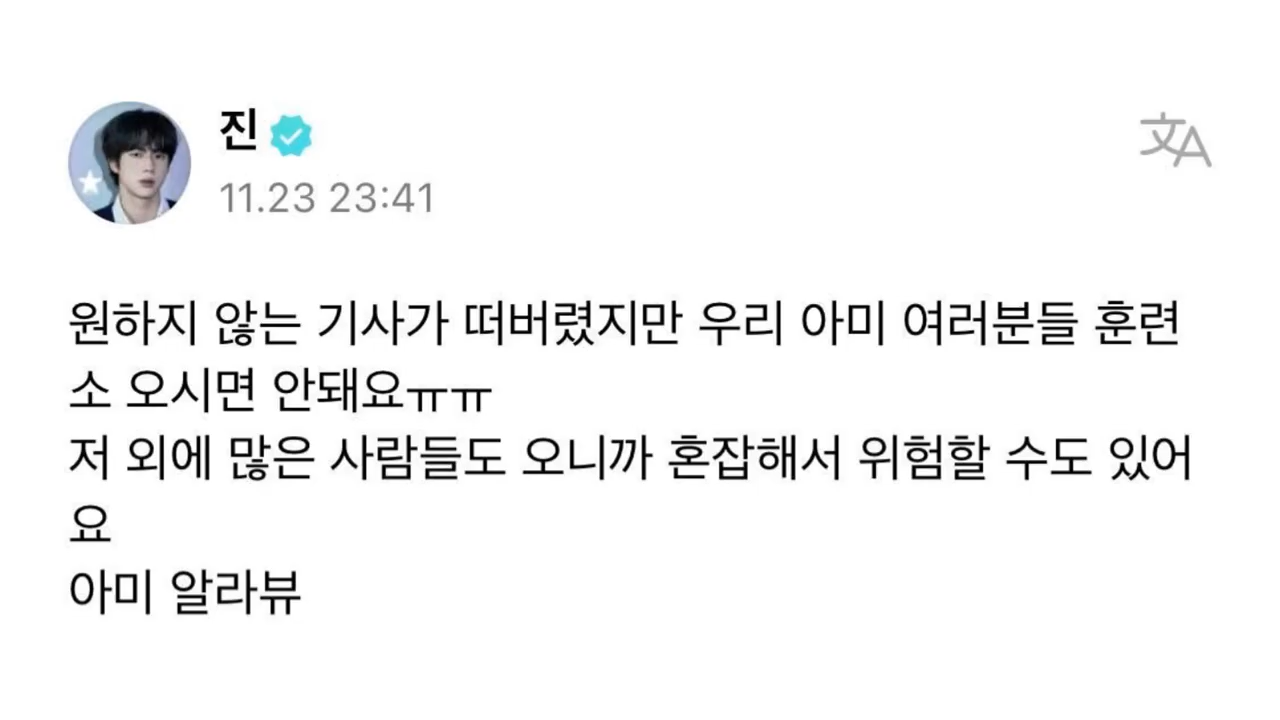 진
11.23 23:41
원하지 않는 기사가 떠버렸지만 우리 아미 여러분들 훈련
소 오시면 안돼요ㅠㅠ
저 외에 많은 사람들도 오니까 혼잡해서 위험할 수도 있어
요
아미 알라뷰